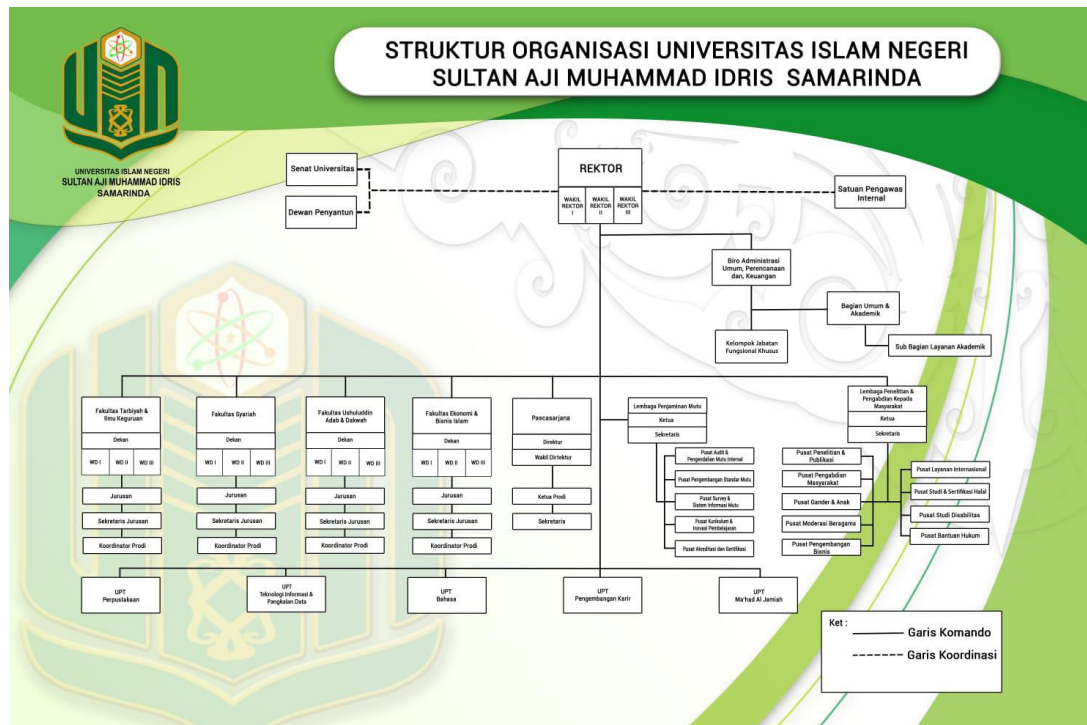 STRUKTUR ORGANISASI UNIVERSITAS ISLAM NEGERI
SULTAN AJI MUHAMMAD IDRIS SAMARINDA
UNIVERSITAS ISLAM NEGERI
SULTAN AJI MUHAMMAD IDRIS
SAMARINDA
Senat Universitas
Dewan Penyantun
REKTOR
WAKIL
REKTOR
I
WAKIL
REKTOR
II
WAKIL
REKTOR
III
Satuan Pengawas
Internal
Biro Administrasi
Umum, Perencanaan
dan, Keuangan
Bagian Umum &
Akademik
Kelompok Jabatan
Fungsional Khusus
Sub Bagian Layanan Akademik
Fakultas Tarbiyah &
Ilmu Keguruan
Dekan
WD I
WD II
WD III
Jurusan
Sekretaris Jurusan
Koordinator Prodi
Fakultas Syariah
Dekan
WD I
WD II
WD III
Jurusan
Sekretaris Jurusan
Koordinator Prodi
Fakultas Ushuluddin
Adab & Dakwah
Dekan
WD I
WD II
WD III
Jurusan
Sekretaris Jurusan
Koordinator Prodi
Fakultas Ekonomi &
Bisnis Islam
Dekan
WD I
WD II
WD III
Jurusan
Sekretaris Jurusan
Koordinator Prodi
Pascasarjana
Direktur
Wakil Dirtektur
Ketua Prodi
Sekretaris
Lembaga Penjaminan Mutu
Ketua
Sekretaris
Pusat Audit &
Pengendalian Mutu Internal
Pusat Pengembangan Standar Mutu
Pusat Survey &
Sistem Informasi Mutu
Pusat Kurikulum &
Inovasi Pembelajaran
Pusat Akreditasi dan Sertifikasi
Lembaga Penelitian &
Pengabdian Kepada
Masyarakat
Ketua
Sekretaris
Pusat Penelitian
& Publikasi
Pusat Pengabdian
Masyarakat
Pusat Gander & Anak
Pusat Moderasi Beragama
Pusat Pengembangan
Bisnis
Pusat Layanan Internasional
Pusat Studi & Sertifikasi Halal
Pusat Studi Disabilitas
Pusat Bantuan Hukum
UPT
Perpustakaan
UPT
Teknologi Informasi &
Pangkalan Data
UPT
Bahasa
UPT
Pengembangan Karir
UPT
Ma'had Al Jamiah
Ket :
Garis Komando
Garis Koordinasi